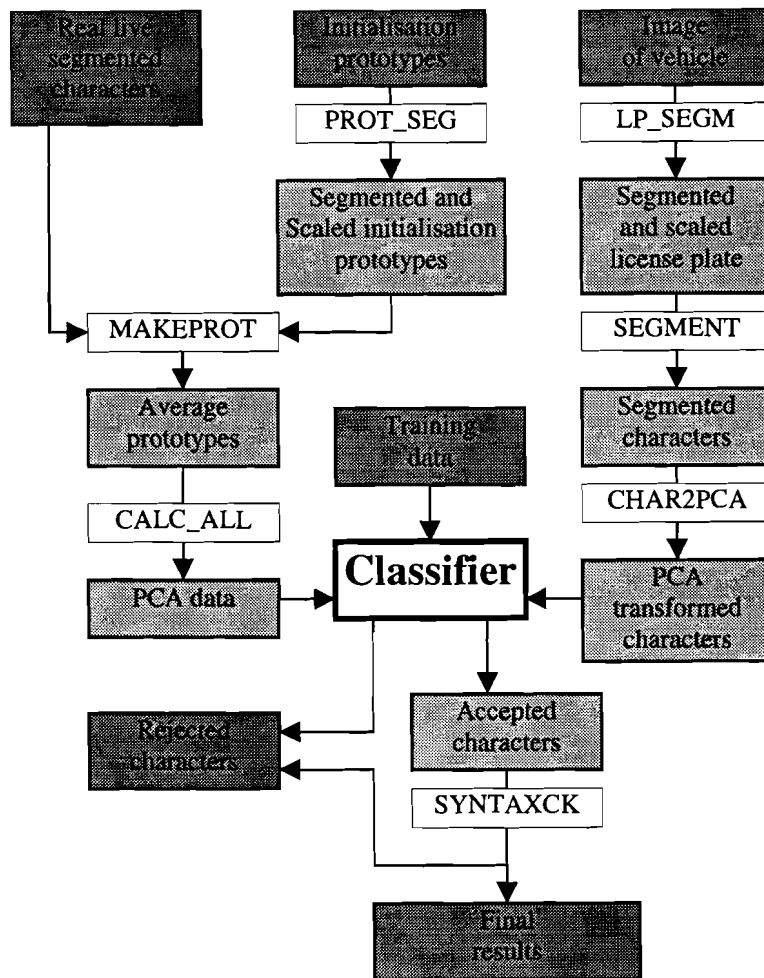 Real live
segmented
characters
Initialisation
prototypes
Image
of vehicle
PROT_SEG
LP_SEGM
Segmented and
Scaled initialisation
prototypes
Segmented
and scaled
license plate
MAKEPROT
SEGMENT
Average
prototypes
Training
data
Segmented
characters
CALC_ALL
CHAR2PCA
Classifier
PCA data
PCA
transformed
characters
Rejected
characters
Accepted
characters
SYNTAXCK
Final
results